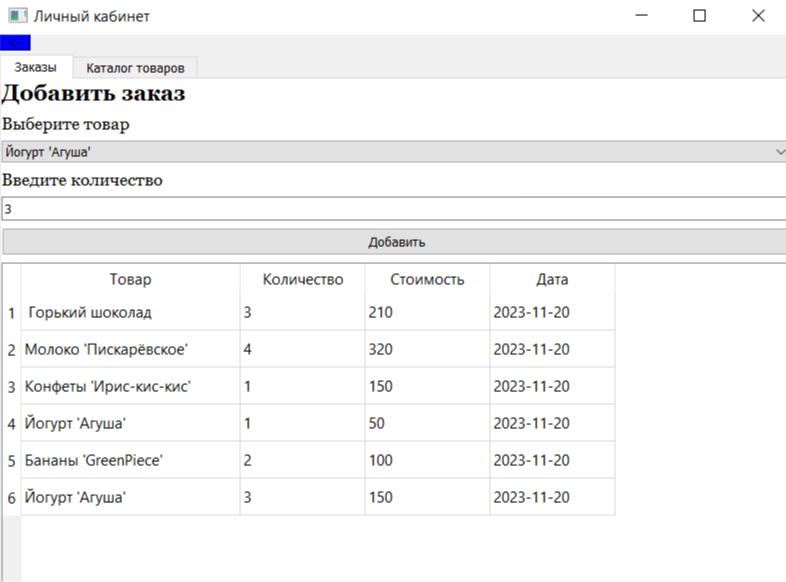 Личный кабинет
Заказы Каталог товаров
Добавить заказ
Выберите товар
Йогурт 'Агуша'
Введите количество
3
Добавить
Товар Количество Стоимость Дата
1 Горький шоколад 3 210 2023-11-20
2 Молоко 'Пискарёвское' 4 320 2023-11-20
3 Конфеты 'Ирис-кис-кис' 1 150 2023-11-20
4 Йогурт 'Агуша' 1 50 2023-11-20
5 Бананы 'GreenPiece' 2 100 2023-11-20
6 Йогурт 'Агуша' 3 150 2023-11-20